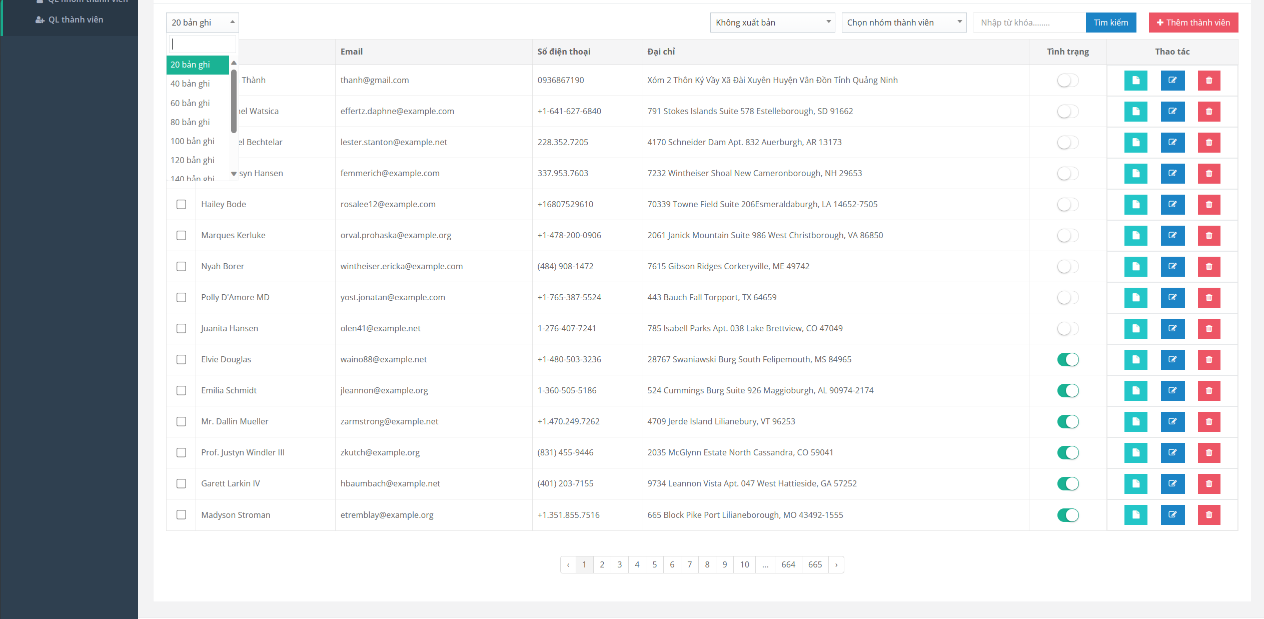 QL nhóm thành viên
QL thành viên
20 bản ghi
Không xuất bản
Chọn nhóm thành viên
Nhập từ khóa........
Tìm kiếm
Thêm thành viên
20 bản ghi
40 bản ghi
60 bản ghi
80 bản ghi
100 bản ghi
120 bản ghi
140 bản ghi
Email Số điện thoại Địa chỉ Tình trạng Thao tác
Thành thanh@gmail.com 0936867190 Xóm 2 Thôn Ký Vầy Xã Đài Xuyên Huyện Vân Đồn Tỉnh Quảng Ninh
Watsica effertz.daphne@example.com +1-641-627-6840 791 Stokes Islands Suite 578 Estelleborough, SD 91662
Bechtelar lester.stanton@example.net 228.352.7205 4170 Schneider Dam Apt. 832 Auerburgh, AR 13173
Hansen femmerich@example.com 337.953.7603 7232 Wintheiser Shoal New Cameronborough, NH 29653
Hailey Bode rosalee12@example.com +16807529610 70339 Towne Field Suite 206Esmeraldaburgh, LA 14652-7505
Marques Kerluke orval.prohaska@example.org +1-478-200-0906 2061 Janick Mountain Suite 986 West Christborough, VA 86850
Nyah Borer wintheiser.ericka@example.com (484) 908-1472 7615 Gibson Ridges Corkeryville, ME 49742
Polly D'Amore MD yost.jonatan@example.com +1-765-387-5524 443 Bauch Fall Torpport, TX 64659
Juanita Hansen olen41@example.net 1-276-407-7241 785 Isabell Parks Apt. 038 Lake Brettview, CO 47049
Elvie Douglas waino88@example.net +1-480-503-3236 28767 Swaniawski Burg South Felipemouth, MS 84965
Emilia Schmidt jleannon@example.org 1-360-505-5186 524 Cummings Burg Suite 926 Maggioburgh, AL 90974-2174
Mr. Dallin Mueller zarmstrong@example.net +1.470.249.7262 4709 Jerde Island Lilianebury, VT 96253
Prof. Justyn Windler III zkutch@example.org (831) 455-9446 2035 McGlynn Estate North Cassandra, CO 59041
Garett Larkin IV hbaumbach@example.net (401) 203-7155 9734 Leannon Vista Apt. 047 West Hattieside, GA 57252
Madyson Stroman etremblay@example.org +1.351.855.7516 665 Block Pike Port Lilianeborough, MO 43492-1555
‹ 1 2 3 4 5 6 7 8 9 10 ... 664 665 ›